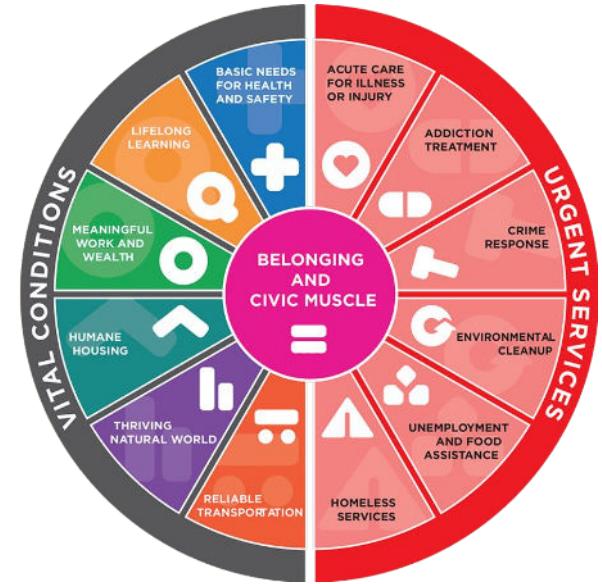 VITAL CONDITIONS
BASIC NEEDS
FOR HEALTH
AND SAFETY
LIFELONG
LEARNING
MEANINGFUL
WORK AND
WEALTH
HUMANE
HOUSING
THRIVING
NATURAL WORLD
RELIABLE
TRANSPORTATION
BELONGING
AND
CIVIC MUSCLE
URGENT SERVICES
ACUTE CARE
FOR ILLNESS
OR INJURY
ADDICTION
TREATMENT
CRIME
RESPONSE
ENVIRONMENTAL
CLEANUP
UNEMPLOYMENT
AND FOOD
ASSISTANCE
HOMELESS
SERVICES